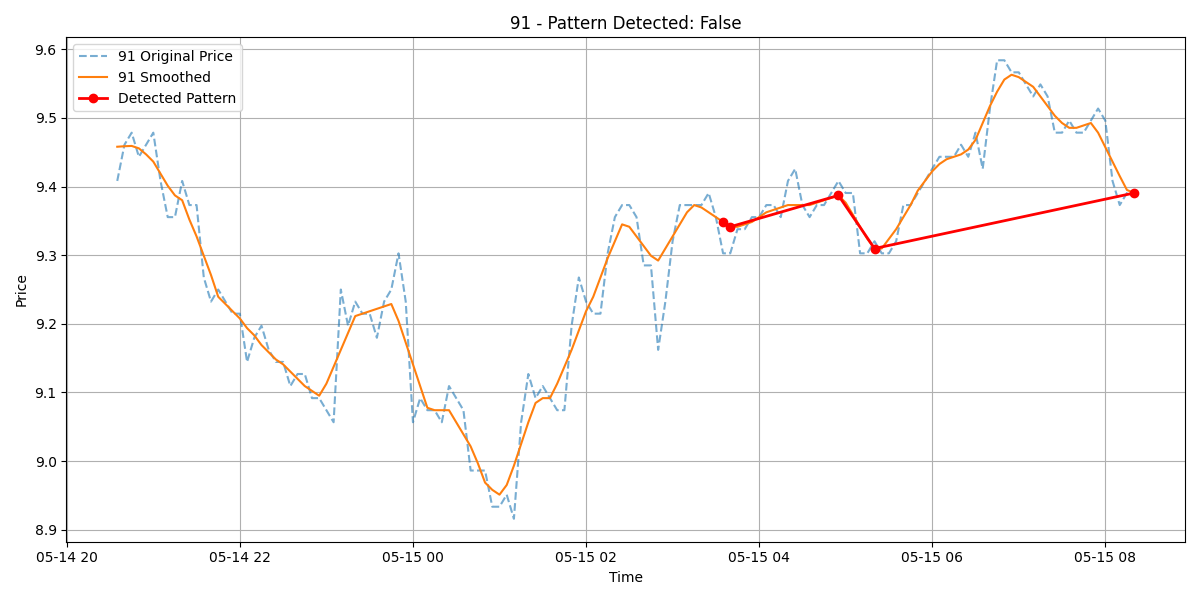 91 - Pattern Detected: False
91 Original Price
91 Smoothed
Detected Pattern
Price
9.6
9.5
9.4
9.3
9.2
9.1
9.0
8.9
05-14 20
05-14 22
05-15 00
05-15 02
05-15 04
05-15 06
05-15 08
Time